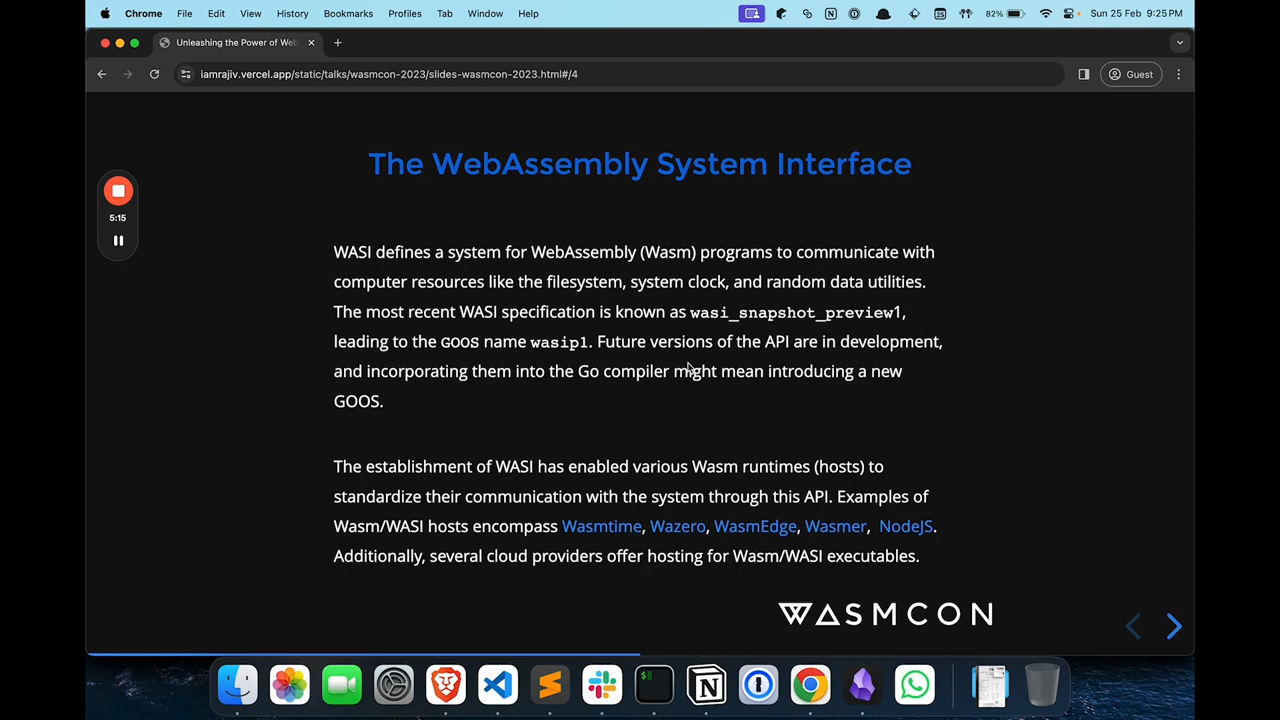 Chrome File Edit View History Bookmarks Profiles Tab Window Help 82% Sun 25 Feb 9:25 PM
Unleashing the Power of Web
iamrajiv.vercel.app/static/talks/wasmcon-2023/slides-wasmcon-2023.html#/4 Guest
The WebAssembly System Interface
5:15
WASI defines a system for WebAssembly (Wasm) programs to communicate with
computer resources like the filesystem, system clock, and random data utilities.
The most recent WASI specification is known as wasi_snapshot_preview1,
leading to the GOOS name wasip1. Future versions of the API are in development,
and incorporating them into the Go compiler might mean introducing a new
GOOS.
The establishment of WASI has enabled various Wasm runtimes (hosts) to
standardize their communication with the system through this API. Examples of
Wasm/WASI hosts encompass Wasmtime, Wazero, WasmEdge, Wasmer, NodeJS.
Additionally, several cloud providers offer hosting for Wasm/WASI executables.
WASMCON